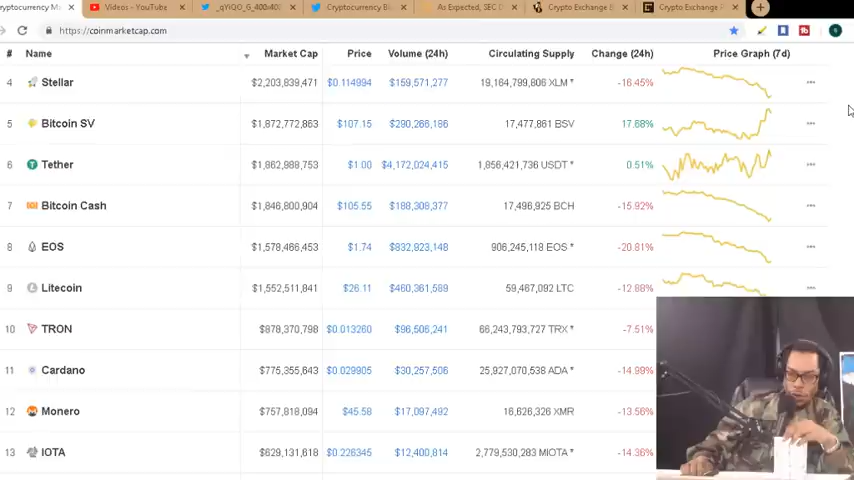 ryptocurrency M × Videos - YouTube × _qYIQO_G_400x40 × Cryptocurrency Bl × As Expected, SEC D × Crypto Exchange B × Crypto Exchange F × +
https://coinmarketcap.com
# Name Market Cap Price Volume (24h) Circulating Supply Change (24h) Price Graph (7d)
4 Stellar $2,203,839,471 $0.114994 $159,571,277 19,164,799,806 XLM * -16.45%
5 Bitcoin SV $1,872,772,863 $107.15 $290,266,186 17,477,861 BSV 17.68%
6 Tether $1,862,988,753 $1.00 $4,172,024,415 1,856,421,736 USDT * 0.51%
7 Bitcoin Cash $1,846,800,904 $105.55 $188,308,377 17,496,925 BCH -15.92%
8 EOS $1,578,466,453 $1.74 $832,923,148 906,245,118 EOS * -20.81%
9 Litecoin $1,552,511,841 $26.11 $460,361,589 59,467,092 LTC -12.88%
10 TRON $878,370,798 $0.013260 $96,506,241 66,243,793,727 TRX * -7.51%
11 Cardano $775,355,643 $0.029905 $30,257,506 25,927,070,538 ADA * -14.99%
12 Monero $757,818,094 $45.58 $17,097,492 16,626,326 XMR -13.56%
13 IOTA $629,131,618 $0.226345 $12,400,814 2,779,530,283 MIOTA * -14.36%